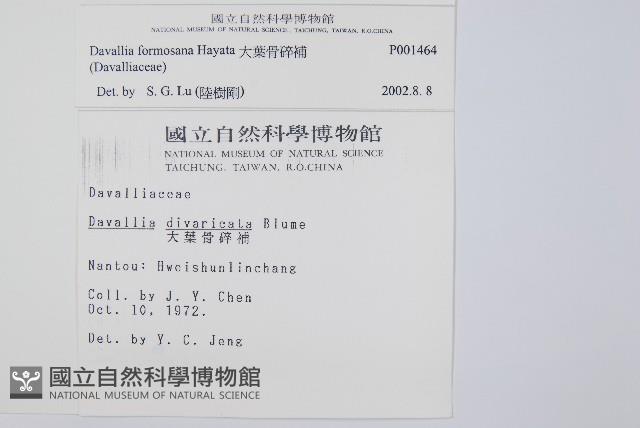 國立自然科學博物館
NATIONAL MUSEUM OF NATURAL SCIENCE, TAICHUNG, TAIWAN, R.O.CHINA
Davallia formosana Hayata 大葉骨碎補 P001464
(Davalliaceae)
Det. by S. G. Lu (陸樹剛) 2002.8. 8
國立自然科學博物館
NATIONAL MUSEUM OF NATURAL SCIENCE
TAICHUNG, TAIWAN, R.O.CHINA
Davalliaceae
Davallia divaricata Blume
大葉骨碎補
Nantou: Hweishunlinchang
Coll. by J. Y. Chen
Oct. 10, 1972.
Det. by Y. C. Jeng
國立自然科學博物館
NATIONAL MUSEUM OF NATURAL SCIENCE